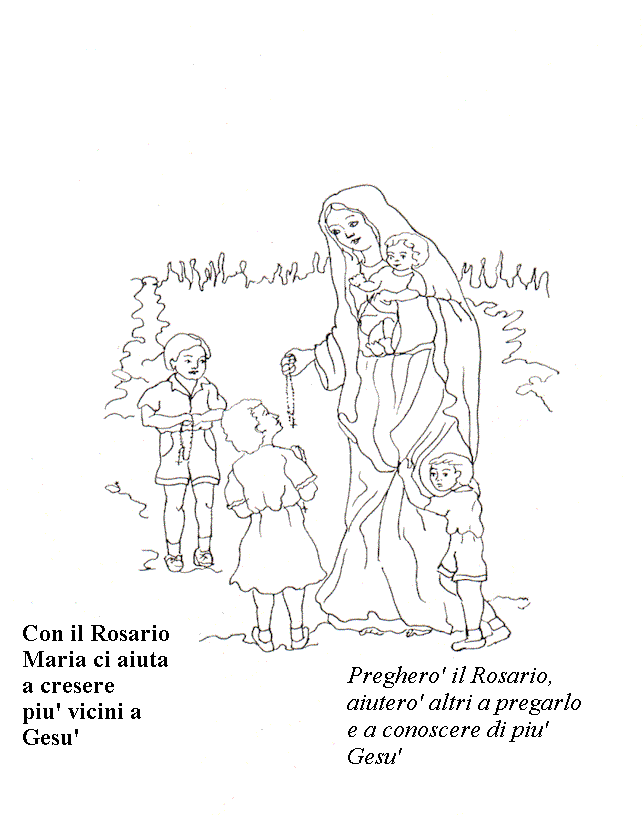 Con il Rosario
Maria ci aiuta
a cresere
piu' vicini a
Gesu'
Preghero' il Rosario,
aiutero' altri a pregarlo
e a conoscere di piu'
Gesu'